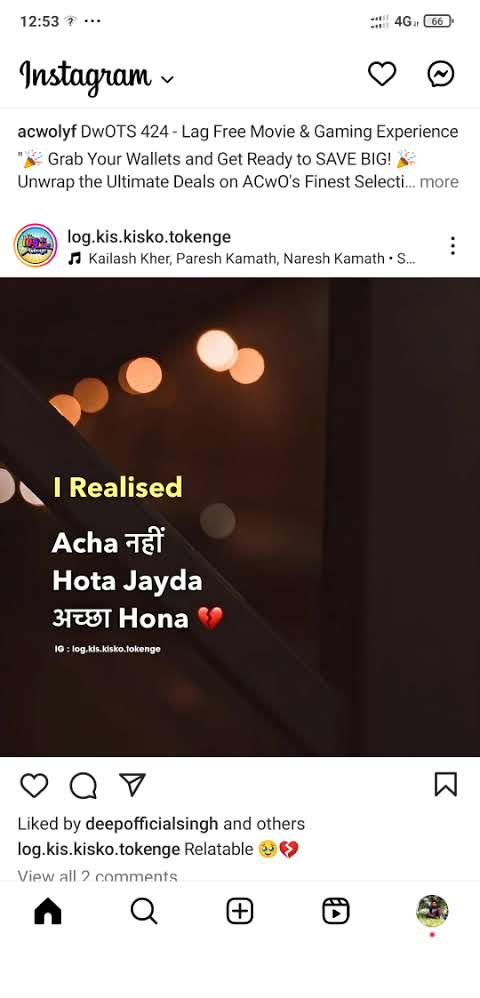 12:53
4G 66
Instagram
acwolyf DwOTS 424 - Lag Free Movie & Gaming Experience
"🎉 Grab Your Wallets and Get Ready to SAVE BIG! 🎉
Unwrap the Ultimate Deals on ACwO's Finest Selecti... more
log.kis.kisko.tokenge
Kailash Kher, Paresh Kamath, Naresh Kamath • S...
I Realised
Acha नहीं
Hota Jayda
अच्छा Hona 💔
IG : log.kis.kisko.tokenge
Liked by deepofficialsingh and others
log.kis.kisko.tokenge Relatable 🥹💔
View all 2 comments